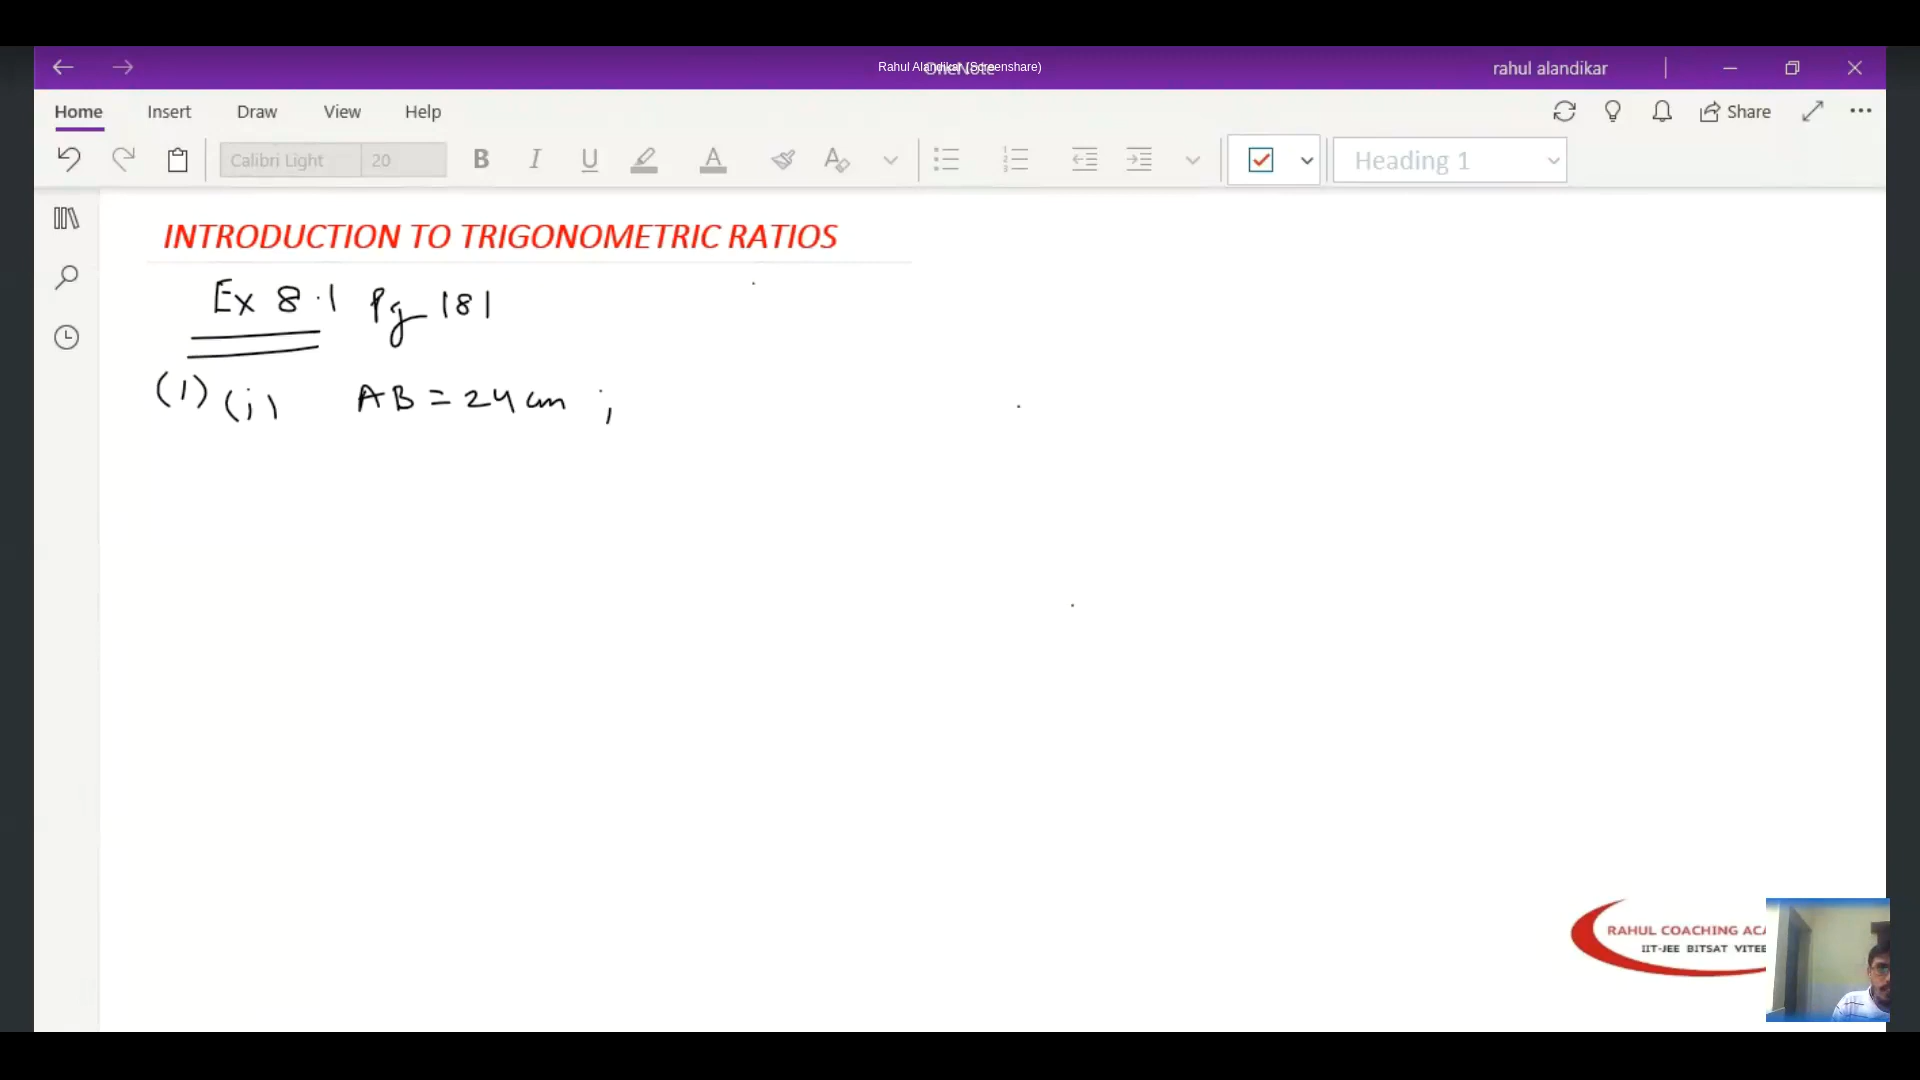 Rahul Alandikar (Screenshare)
OneNote
rahul alandikar
Home Insert Draw View Help
Share
Calibri Light 20
B I U A A
Heading 1
INTRODUCTION TO TRIGONOMETRIC RATIOS
Ex 8.1 Pg 181
(1) (i) AB = 24 cm ;
RAHUL COACHING ACA
IIT-JEE BITSAT VITEE